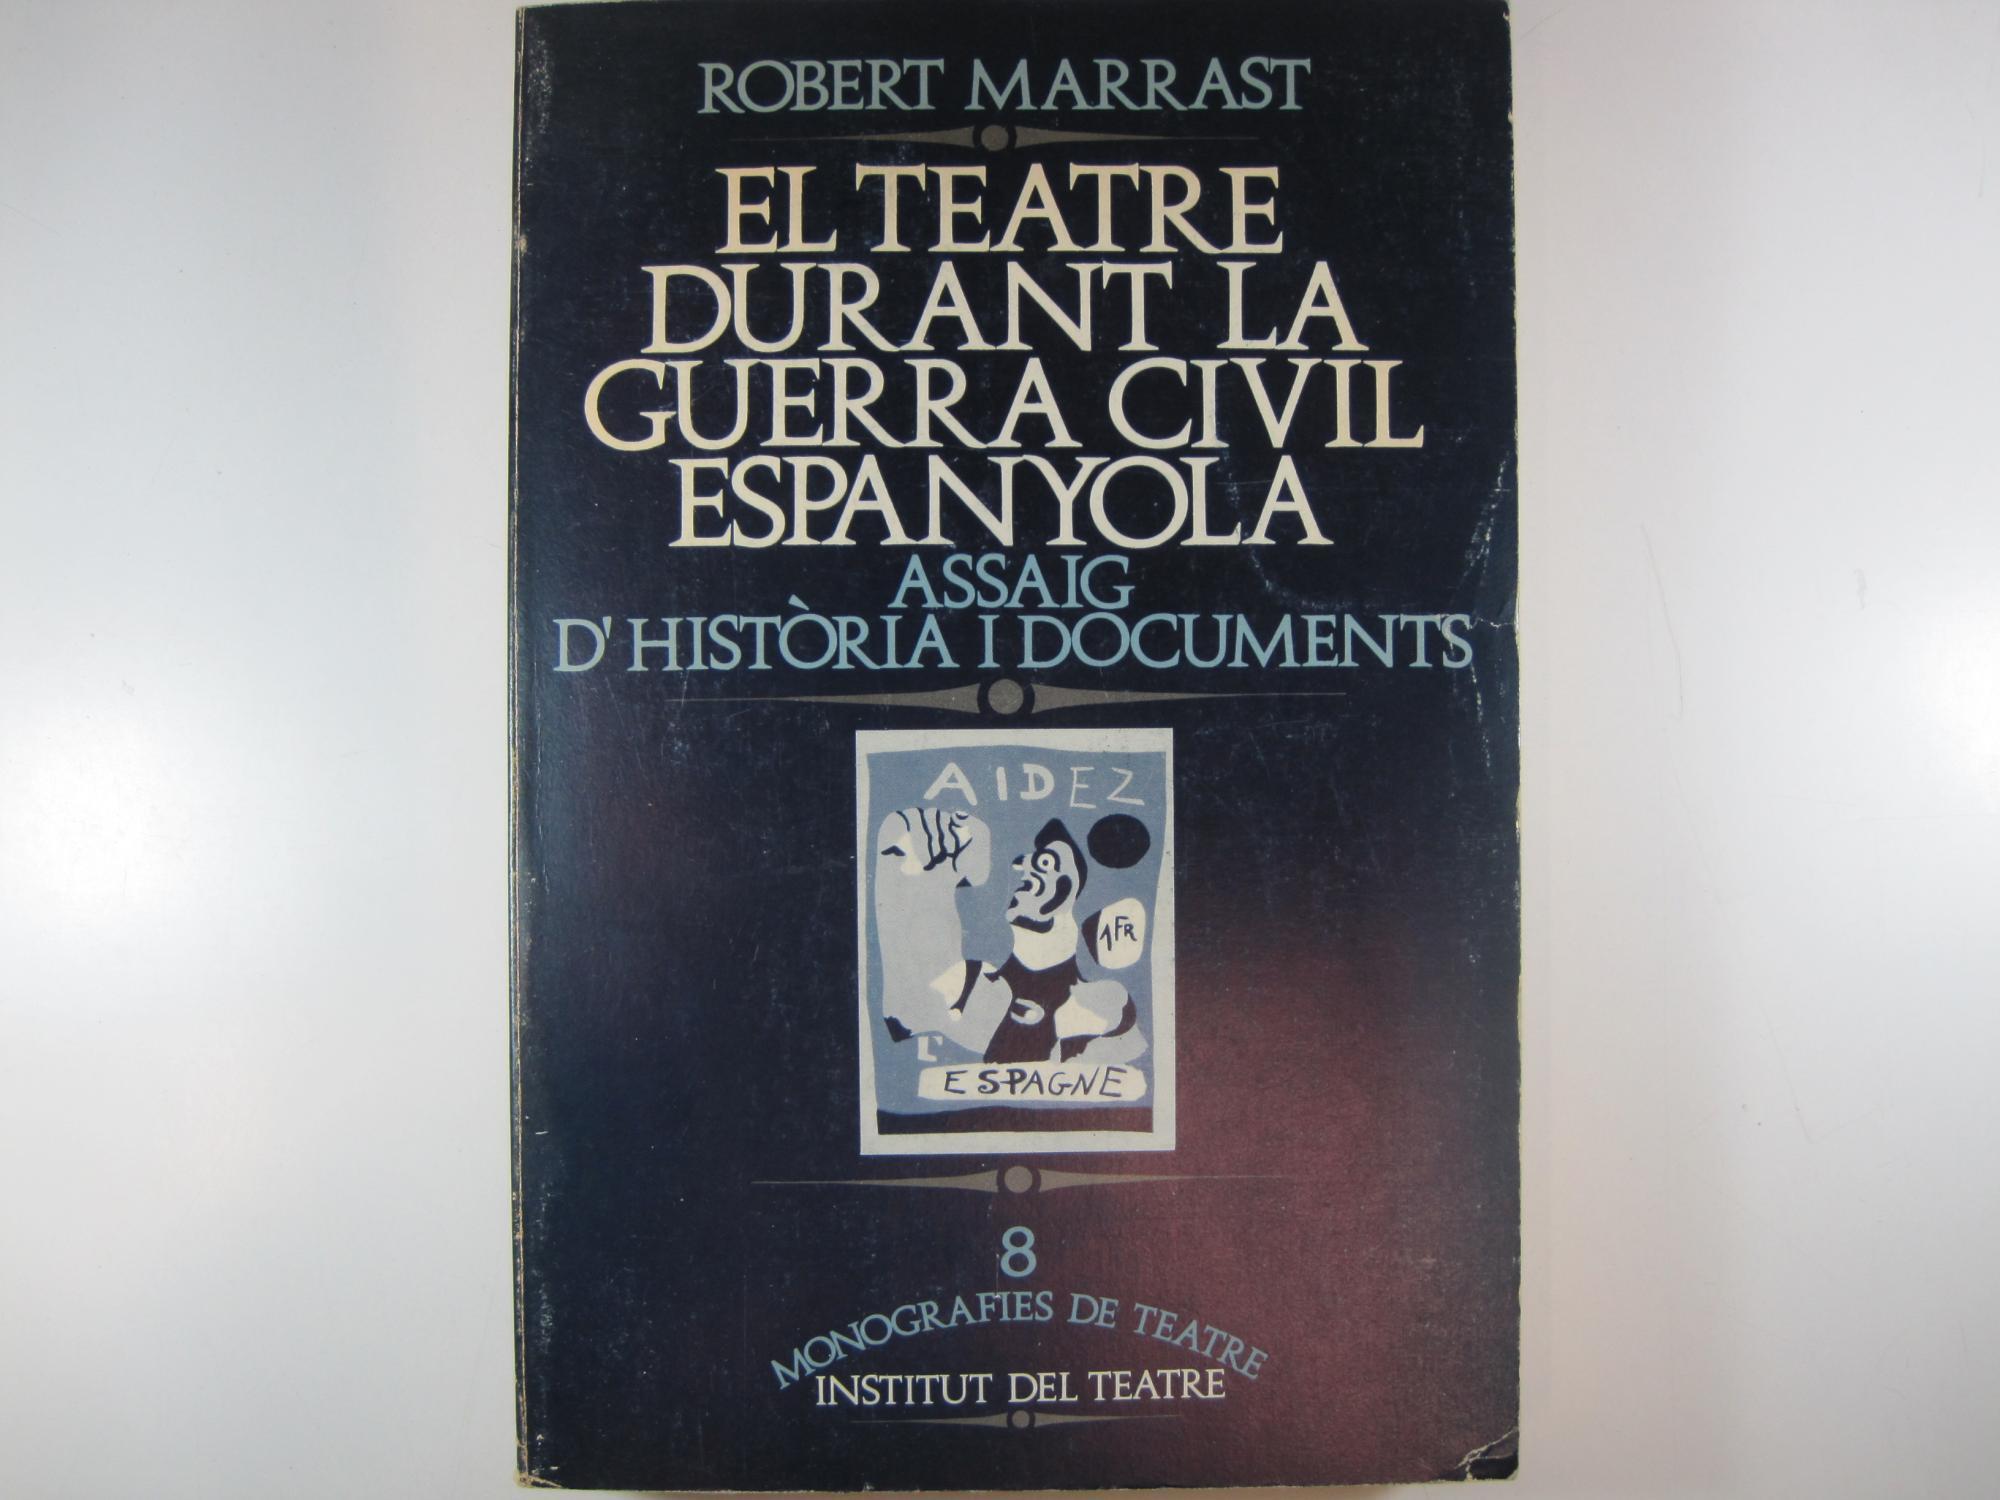 ROBERT MARRAST
EL TEATRE
DURANT LA
GUERRA CIVIL
ESPANYOLA
ASSAIG
D'HISTÒRIA I DOCUMENTS
AIDEZ
1FR
L'
ESPAGNE
8
MONOGRAFIES DE TEATRE
INSTITUT DEL TEATRE